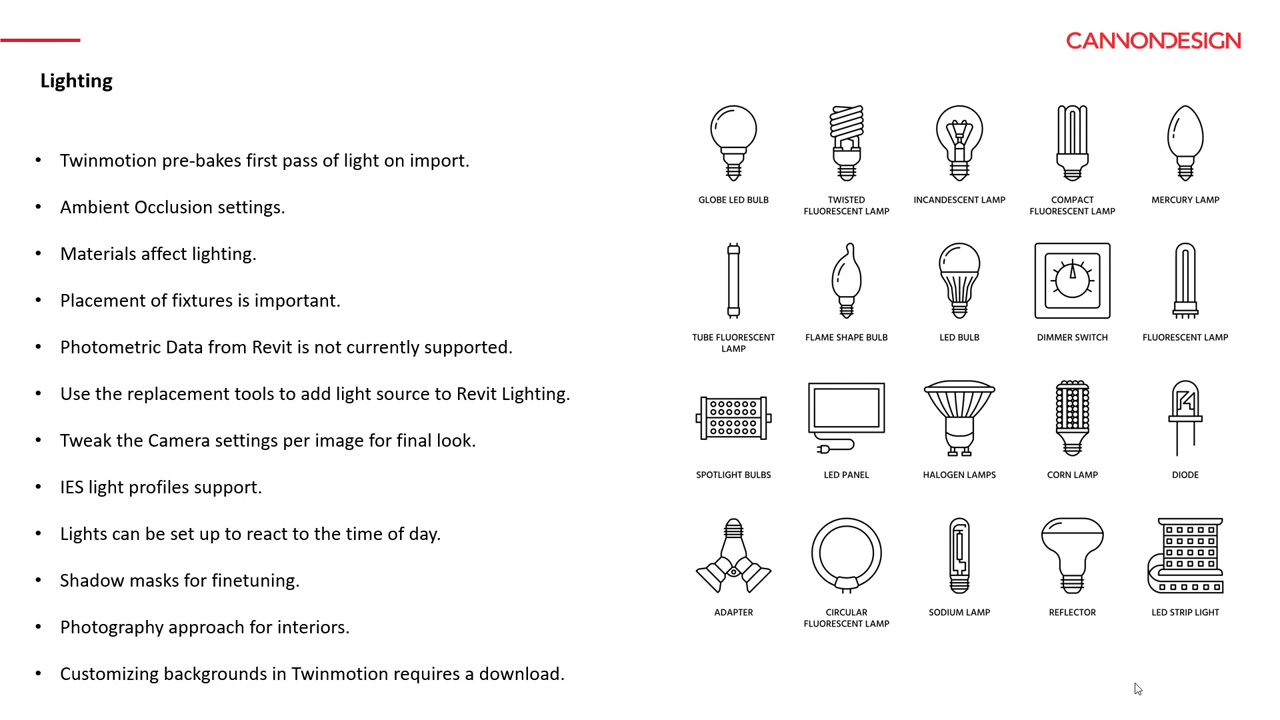 CANNONDESIGN
Lighting
• Twinmotion pre-bakes first pass of light on import.
• Ambient Occlusion settings.
• Materials affect lighting.
• Placement of fixtures is important.
• Photometric Data from Revit is not currently supported.
• Use the replacement tools to add light source to Revit Lighting.
• Tweak the Camera settings per image for final look.
• IES light profiles support.
• Lights can be set up to react to the time of day.
• Shadow masks for finetuning.
• Photography approach for interiors.
• Customizing backgrounds in Twinmotion requires a download.
GLOBE LED BULB
TWISTED
FLUORESCENT LAMP
INCANDESCENT LAMP
COMPACT
FLUORESCENT LAMP
MERCURY LAMP
TUBE FLUORESCENT
LAMP
FLAME SHAPE BULB
LED BULB
DIMMER SWITCH
FLUORESCENT LAMP
SPOTLIGHT BULBS
LED PANEL
HALOGEN LAMPS
CORN LAMP
DIODE
ADAPTER
CIRCULAR
FLUORESCENT LAMP
SODIUM LAMP
REFLECTOR
LED STRIP LIGHT